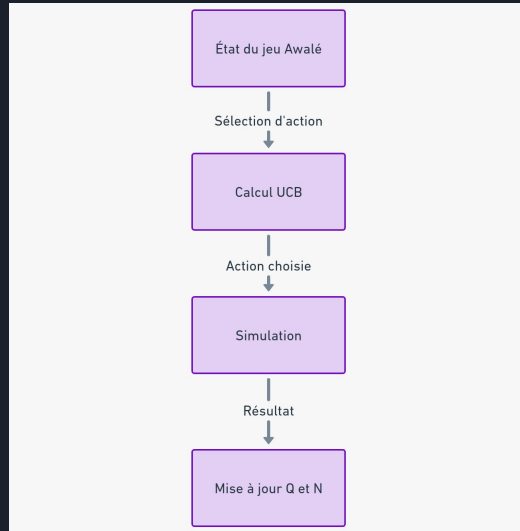 État du jeu Awalé
Sélection d'action
Calcul UCB
Action choisie
Simulation
Résultat
Mise à jour Q et N